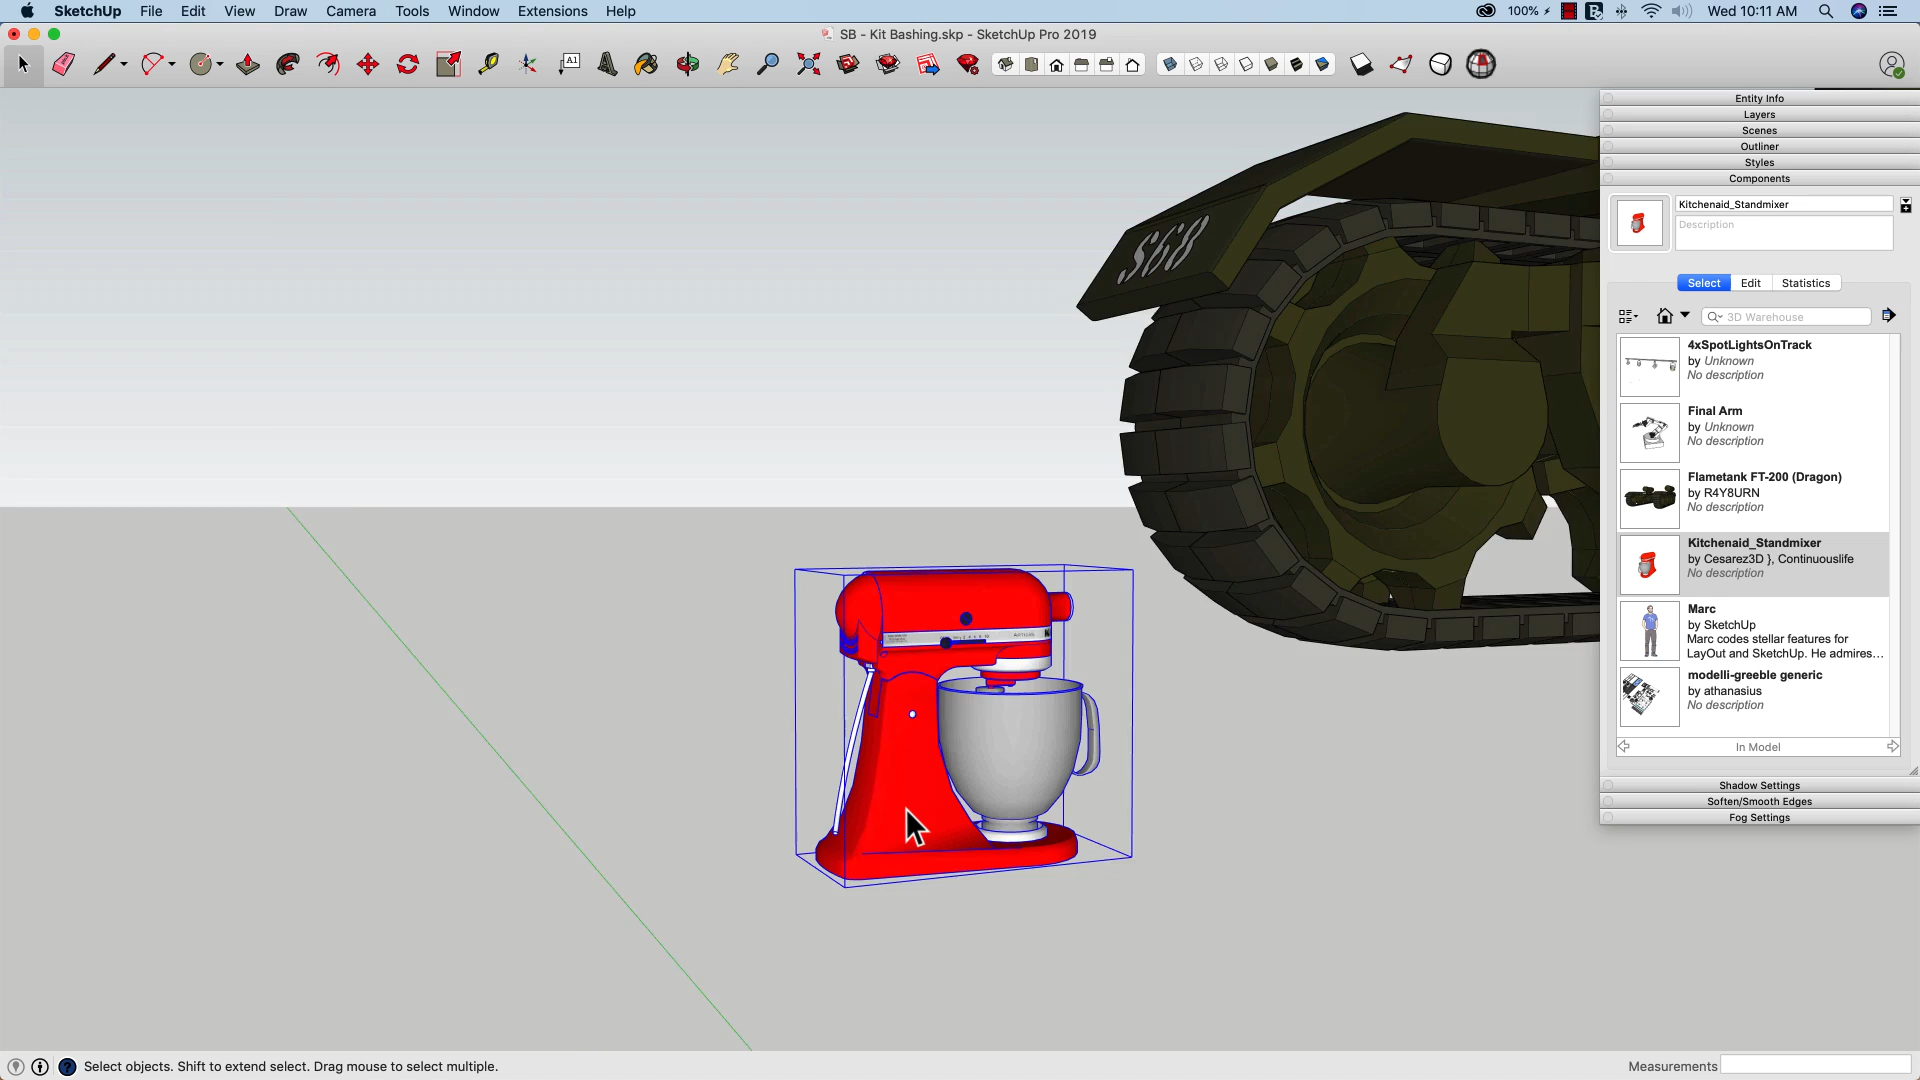 SketchUp File Edit View Draw Camera Tools Window Extensions Help 100% Wed 10:11 AM
SB - Kit Bashing.skp - SketchUp Pro 2019
A1
Entity Info
Layers
Scenes
Outliner
Styles
Components
Kitchenaid_Standmixer
Description
Select Edit Statistics
3D Warehouse
4xSpotLightsOnTrack
by Unknown
No description
Final Arm
by Unknown
No description
Flametank FT-200 (Dragon)
by R4Y8URN
No description
Kitchenaid_Standmixer
by Cesarez3D }, Continuouslife
No description
Marc
by SketchUp
Marc codes stellar features for
LayOut and SketchUp. He admires...
modelli-greeble generic
by athanasius
No description
In Model
Shadow Settings
Soften/Smooth Edges
Fog Settings
Select objects. Shift to extend select. Drag mouse to select multiple.
Measurements